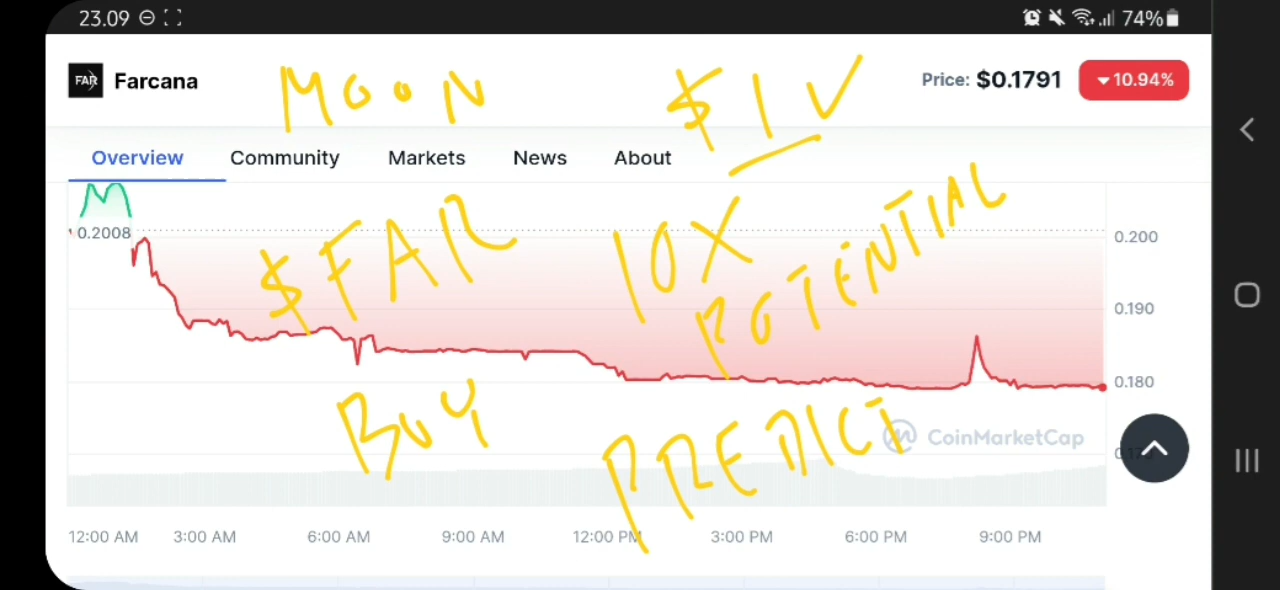 23.09
74%
FAR
Farcana
MOON
$1
Price: $0.1791
10.94%
Overview
Community
Markets
News
About
0.2008
$FAR
10X
POTENTIAL
0.200
0.190
0.180
BUY
PREDICT
CoinMarketCap
12:00 AM
3:00 AM
6:00 AM
9:00 AM
12:00 PM
3:00 PM
6:00 PM
9:00 PM